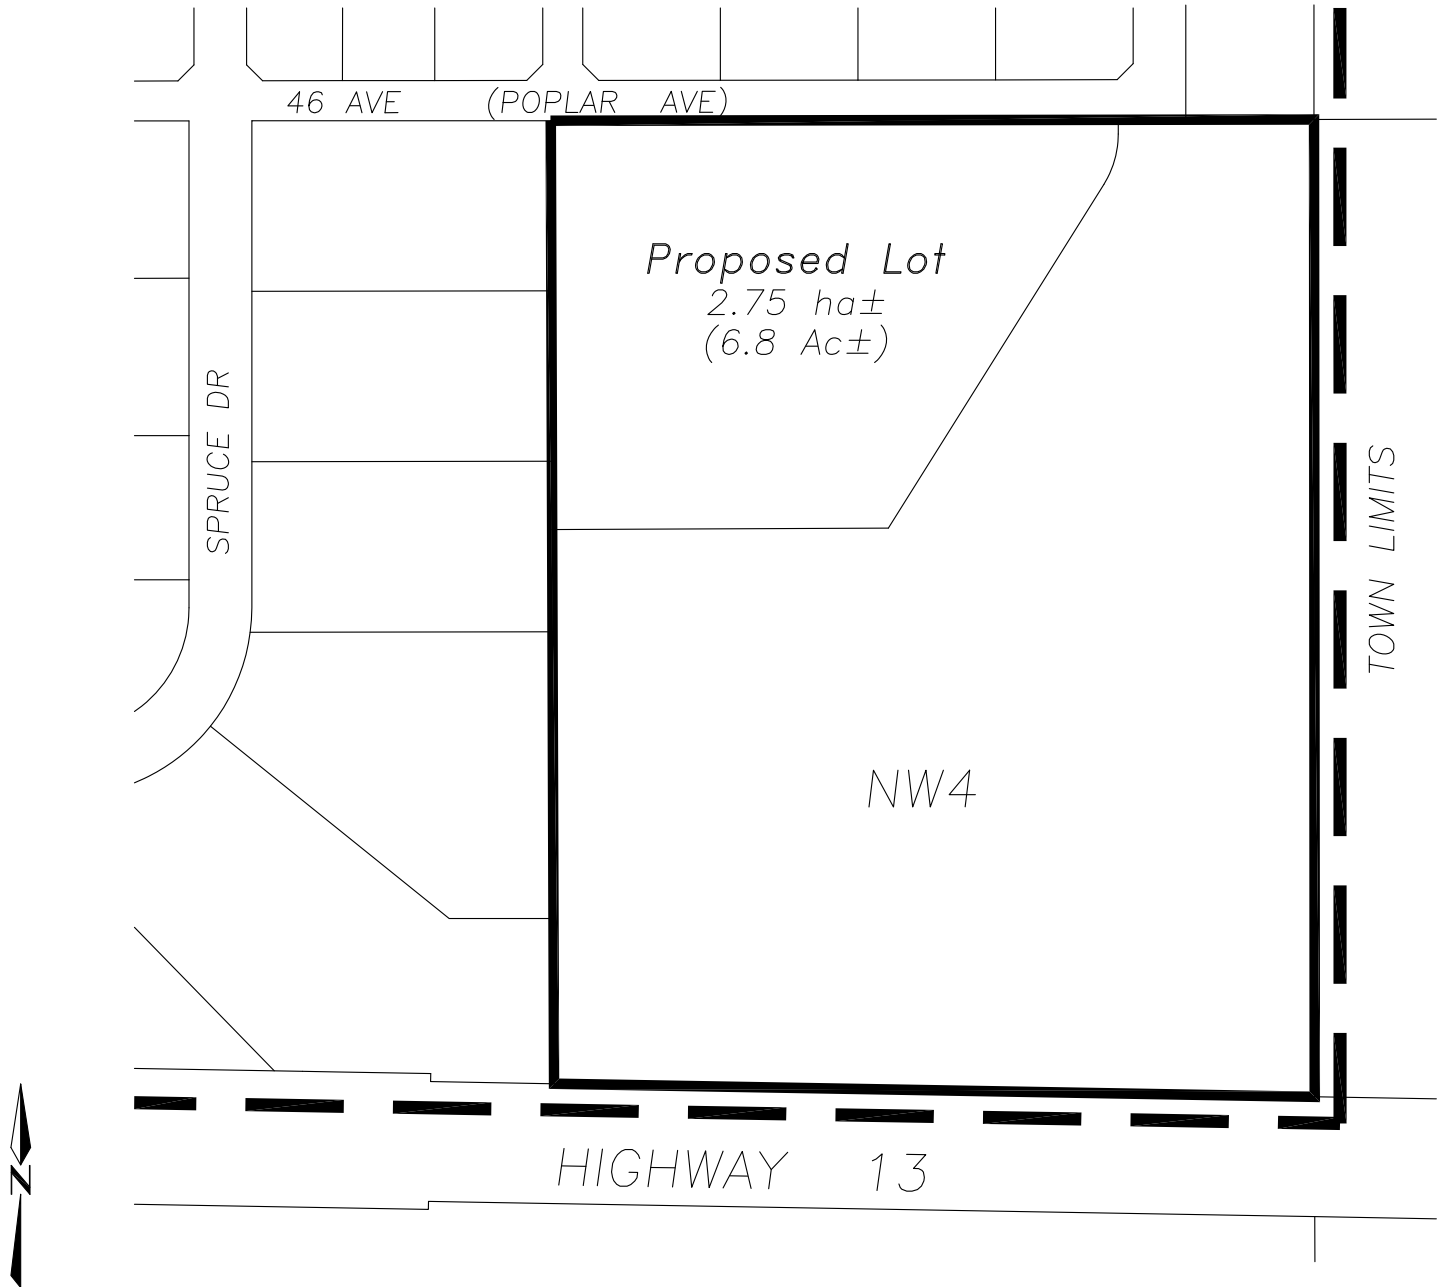 46 AVE (POPLAR AVE)
Proposed Lot
2.75 ha±
(6.8 Ac±)
SPRUCE DR
TOWN LIMITS
NW4
HIGHWAY 13
N